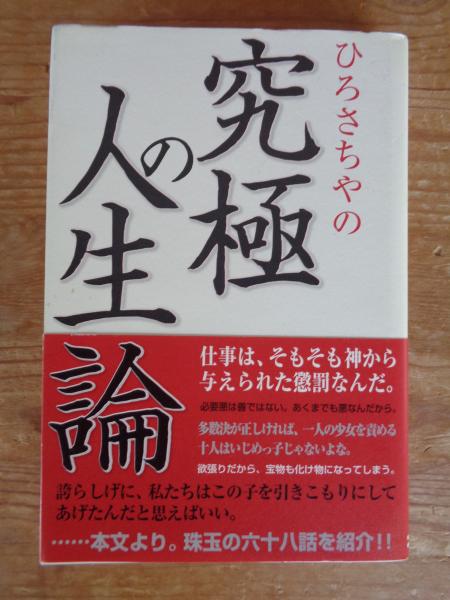 ひろさちやの
究極
の
人生論
仕事は、そもそも神から
与えられた懲罰なんだ。
必要悪は善ではない。あくまでも悪なんだから。
多数決が正しければ、一人の少女を責める
十人はいじめっ子じゃないよな。
欲張りだから、宝物も化け物になってしまう。
誇らしげに、私たちはこの子を引きこもりにして
あげたんだと思えばいい。
……本文より。珠玉の六十八話を紹介!!